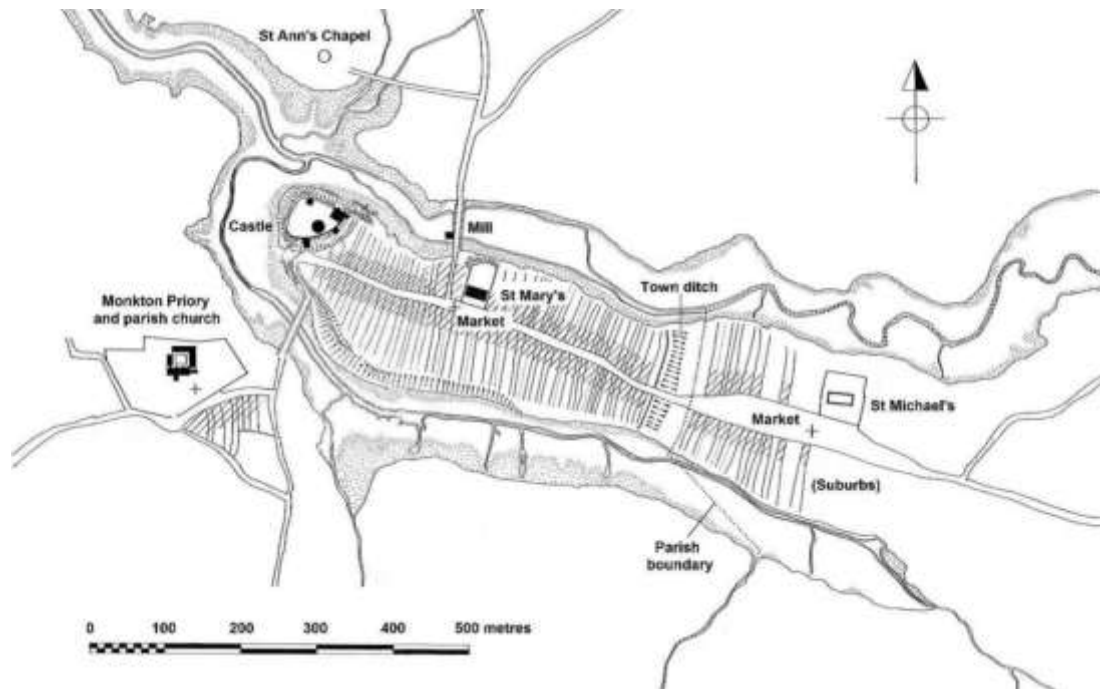 St Ann's Chapel
Castle
Mill
Monkton Priory
and parish church
St Mary's
Market
Town ditch
St Michael's
Market
(Suburbs)
Parish
boundary
0 100 200 300 400 500 metres